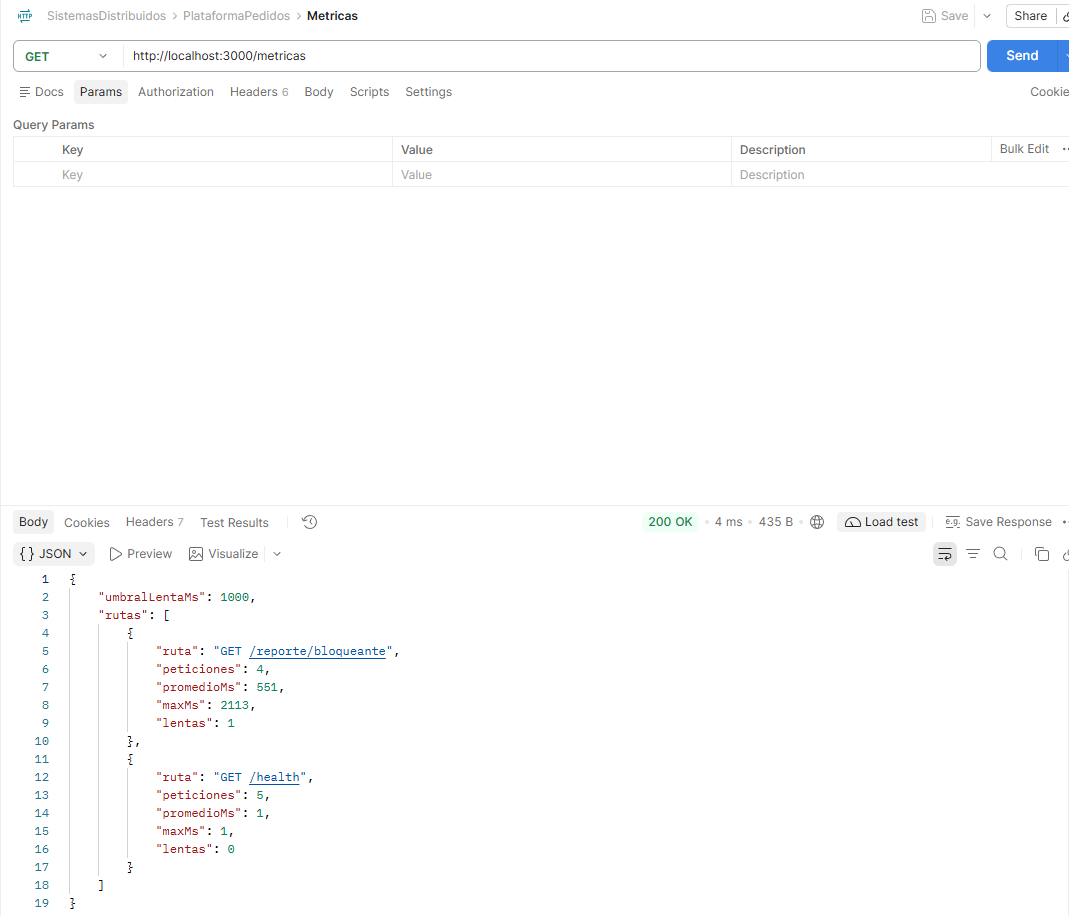 HTTP SistemasDistribuidos > PlataformaPedidos > Metricas Save Share
GET http://localhost:3000/metricas Send
Docs Params Authorization Headers 6 Body Scripts Settings Cookie
Query Params
Key Value Description Bulk Edit
Key Value Description
Body Cookies Headers 7 Test Results 200 OK • 4 ms • 435 B • Load test e.g. Save Response
{} JSON Preview Visualize
1 {
2 "umbralLentaMs": 1000,
3 "rutas": [
4 {
5 "ruta": "GET /reporte/bloqueante",
6 "peticiones": 4,
7 "promedioMs": 551,
8 "maxMs": 2113,
9 "lentas": 1
10 },
11 {
12 "ruta": "GET /health",
13 "peticiones": 5,
14 "promedioMs": 1,
15 "maxMs": 1,
16 "lentas": 0
17 }
18 ]
19 }